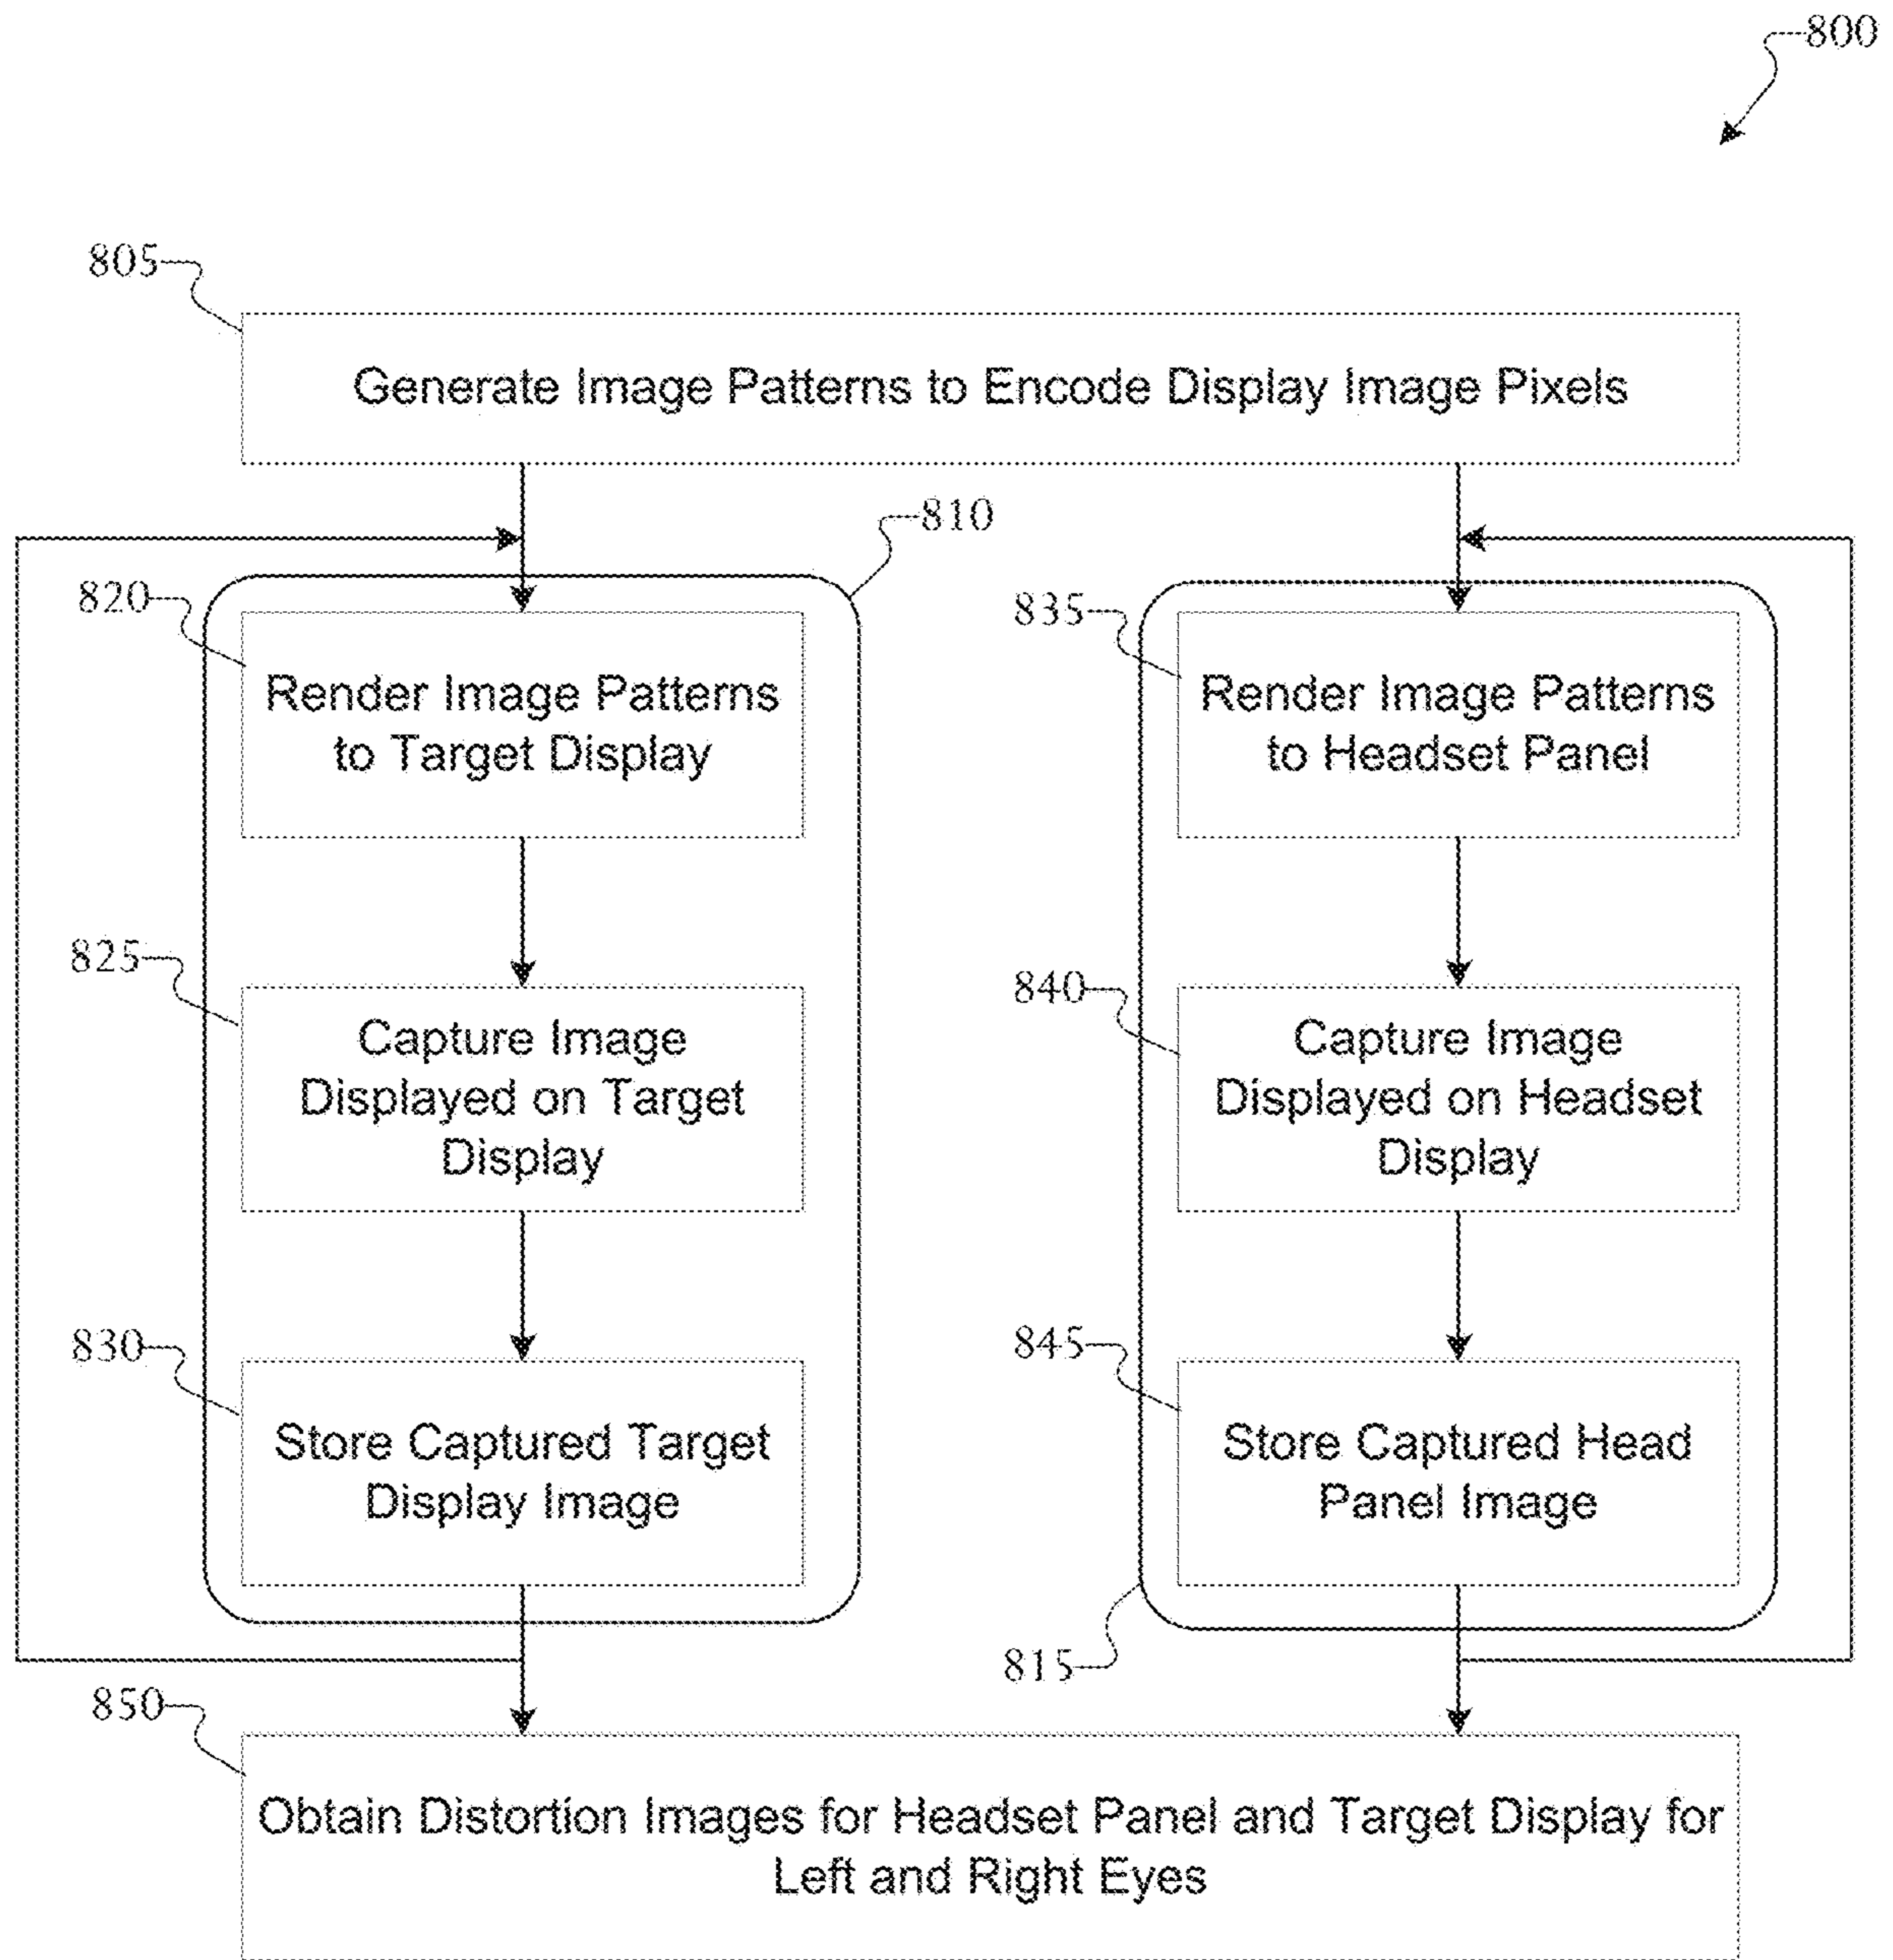 800
805
Generate Image Patterns to Encode Display Image Pixels
810
820
Render Image Patterns
to Target Display
835
Render Image Patterns
to Headset Panel
825
Capture Image
Displayed on Target
Display
840
Capture Image
Displayed on Headset
Display
830
Store Captured Target
Display Image
845
Store Captured Head
Panel Image
815
850
Obtain Distortion Images for Headset Panel and Target Display for
Left and Right Eyes